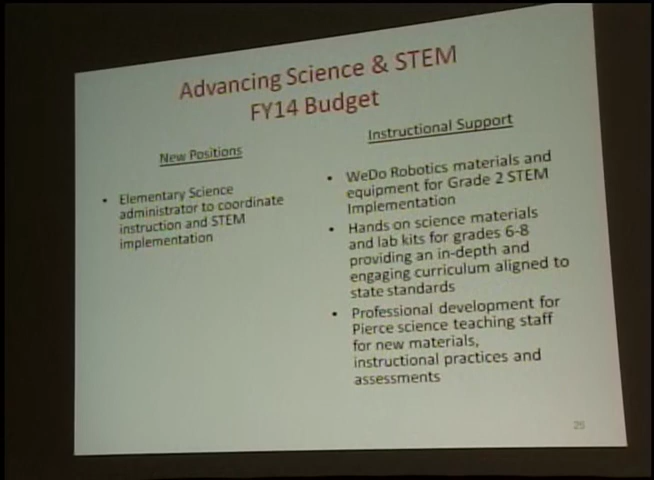 Advancing Science & STEM
FY14 Budget
New Positions
• Elementary Science
administrator to coordinate
instruction and STEM
implementation
Instructional Support
• WeDo Robotics materials and
equipment for Grade 2 STEM
Implementation
• Hands on science materials
and lab kits for grades 6-8
providing an in-depth and
engaging curriculum aligned to
state standards
• Professional development for
Pierce science teaching staff
for new materials,
instructional practices and
assessments